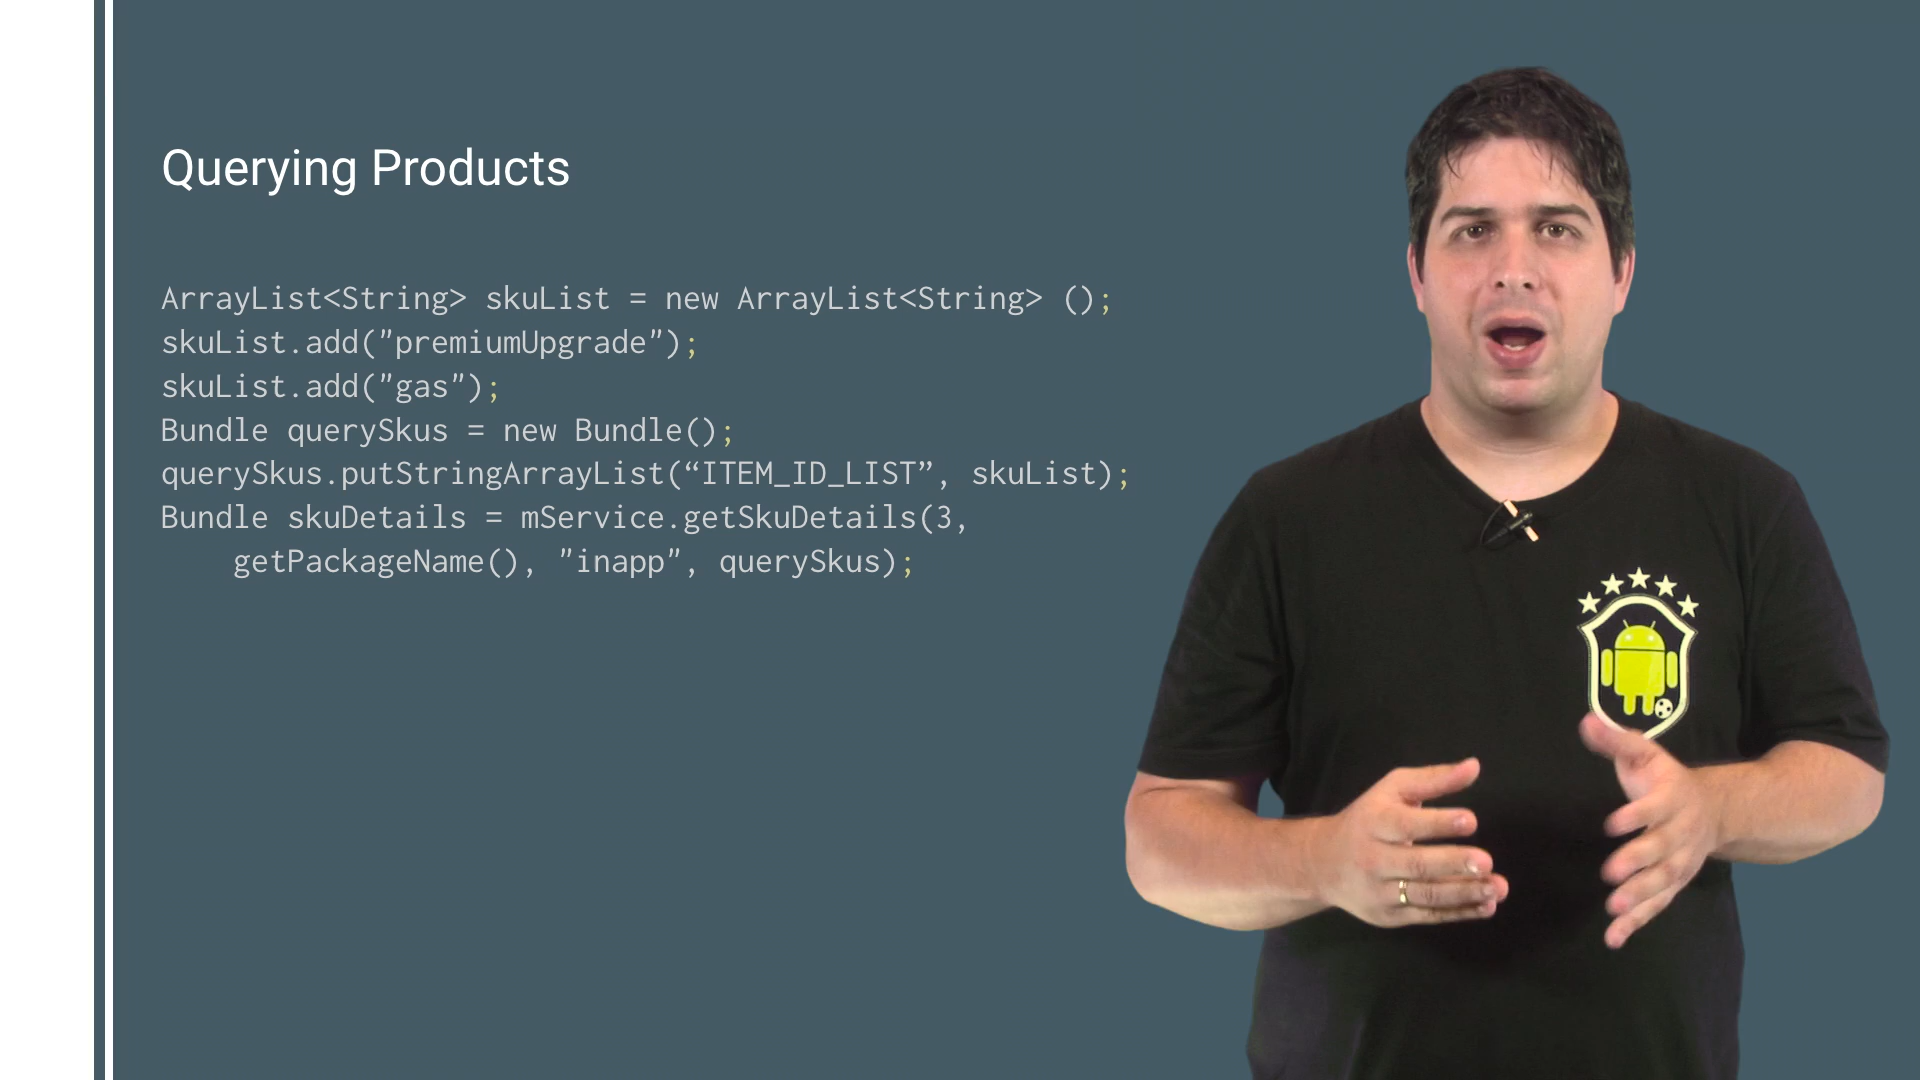 Querying Products
ArrayList<String> skuList = new ArrayList<String> ();
skuList.add("premiumUpgrade");
skuList.add("gas");
Bundle querySkus = new Bundle();
querySkus.putStringArrayList(“ITEM_ID_LIST”, skuList);
Bundle skuDetails = mService.getSkuDetails(3,
    getPackageName(), "inapp", querySkus);